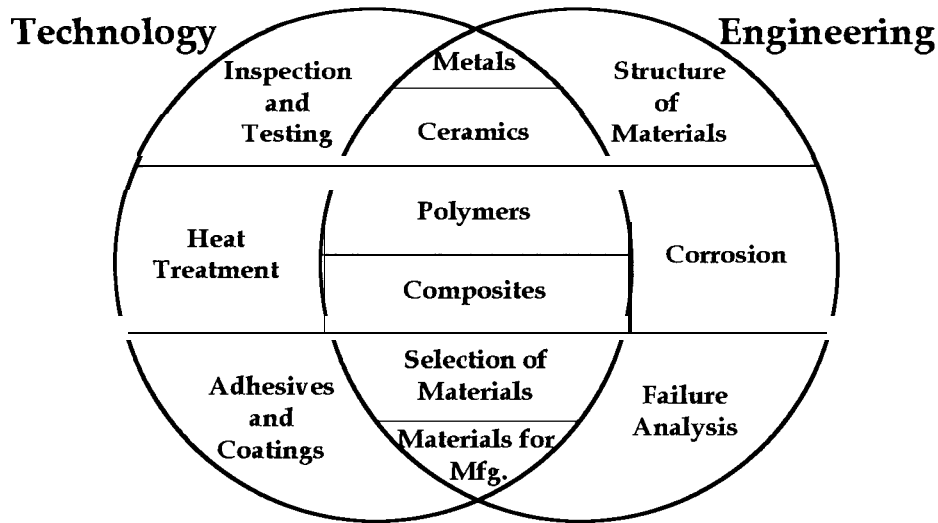 Technology
Engineering
Inspection
and
Testing
Metals
Ceramics
Structure
of
Materials
Heat
Treatment
Polymers
Composites
Corrosion
Adhesives
and
Coatings
Selection of
Materials
Materials for
Mfg.
Failure
Analysis